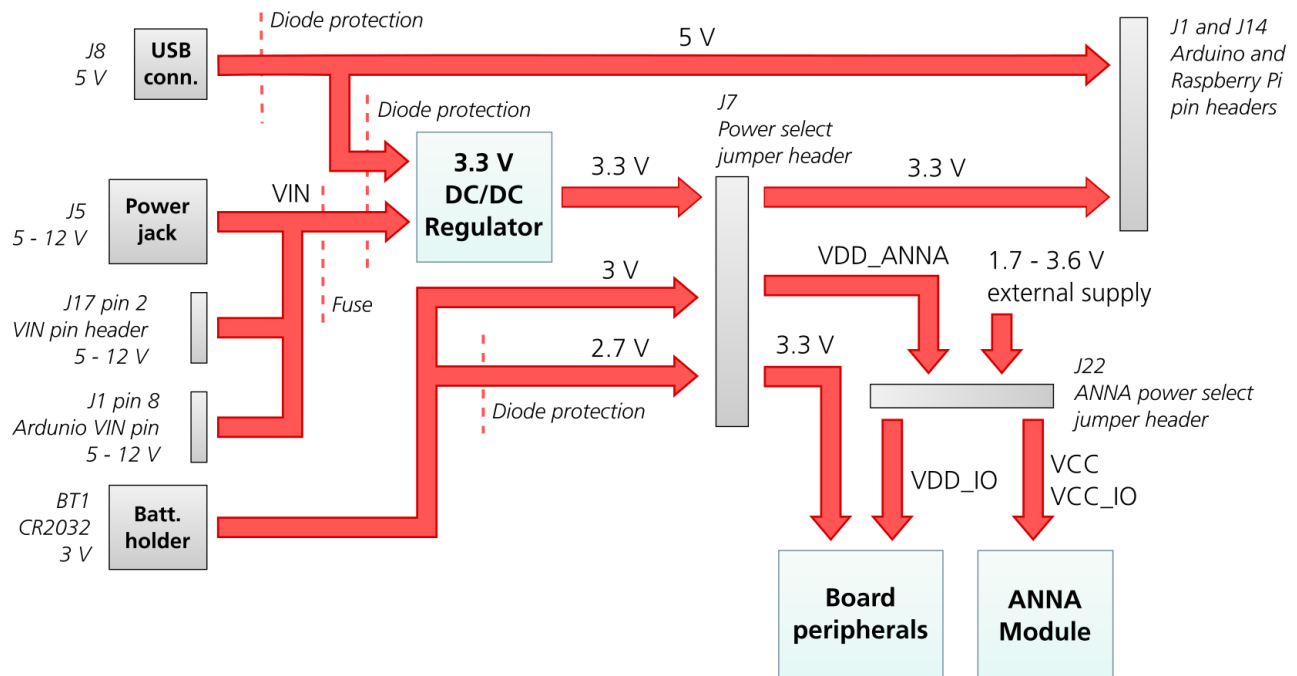 Diode protection
J8
5 V
USB
conn.
5 V
J1 and J14
Arduino and
Raspberry Pi
pin headers
Diode protection
J7
Power select
jumper header
3.3 V
DC/DC
Regulator
3.3 V
3.3 V
J5
5 - 12 V
Power
jack
VIN
J17 pin 2
VIN pin header
5 - 12 V
Fuse
3 V
VDD_ANNA
1.7 - 3.6 V
external supply
2.7 V
3.3 V
Diode protection
J22
ANNA power select
jumper header
J1 pin 8
Ardunio VIN pin
5 - 12 V
BT1
CR2032
3 V
Batt.
holder
VDD_IO
VCC
VCC_IO
Board
peripherals
ANNA
Module